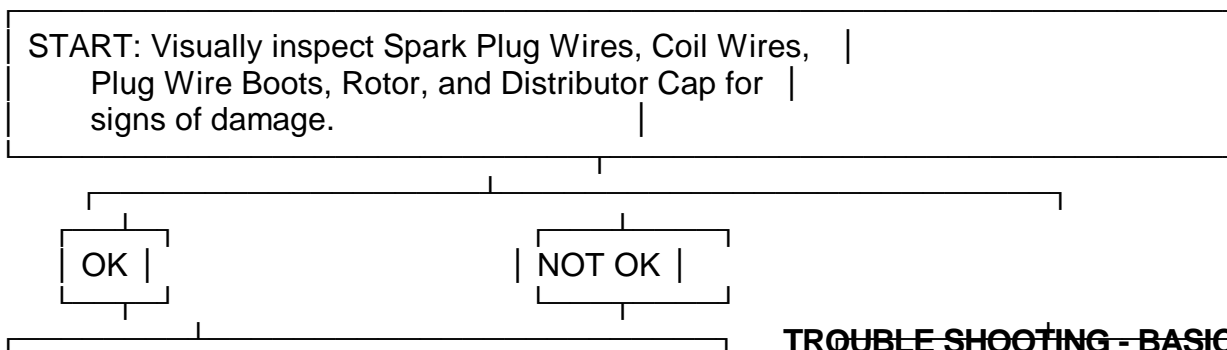 START: Visually inspect Spark Plug Wires, Coil Wires,
Plug Wire Boots, Rotor, and Distributor Cap for
signs of damage.
OK NOT OK
TROUBLE SHOOTING - BASIC